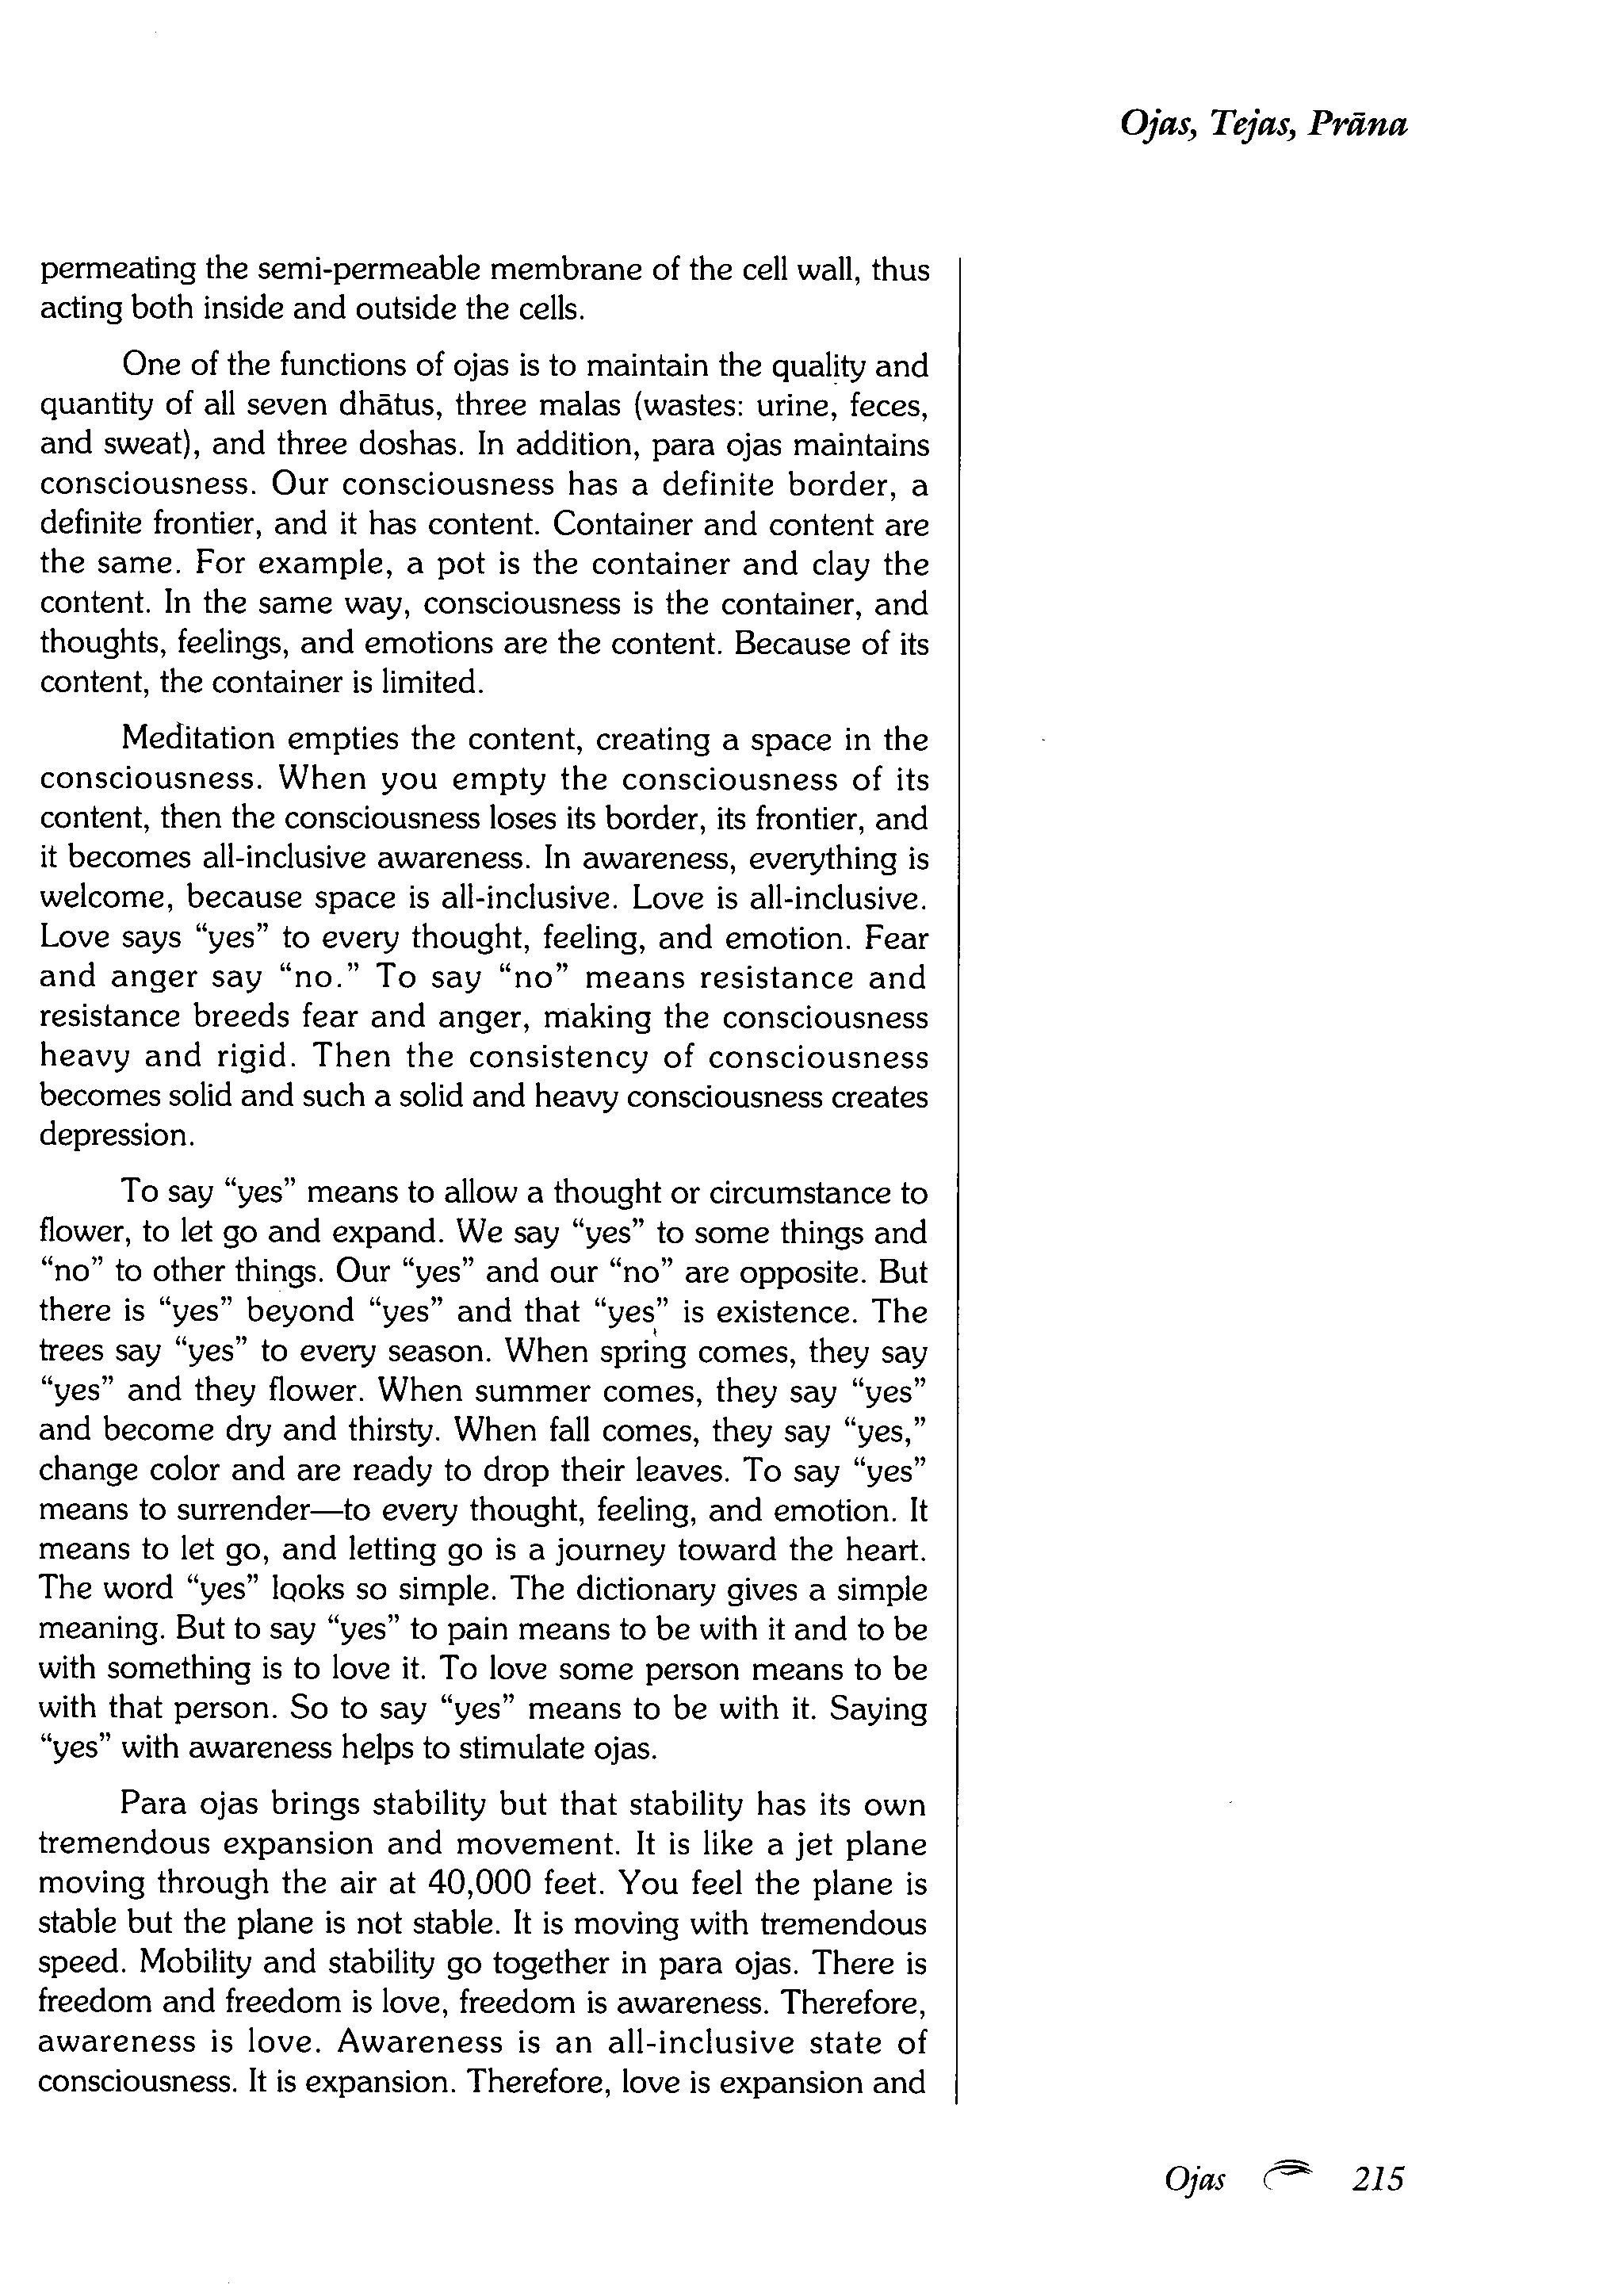 Ojas, Tejas, Prāna
permeating the semi-permeable membrane of the cell wall, thus
acting both inside and outside the cells.
One of the functions of ojas is to maintain the quality and
quantity of all seven dhātus, three malas (wastes: urine, feces,
and sweat), and three doshas. In addition, para ojas maintains
consciousness. Our consciousness has a definite border, a
definite frontier, and it has content. Container and content are
the same. For example, a pot is the container and clay the
content. In the same way, consciousness is the container, and
thoughts, feelings, and emotions are the content. Because of its
content, the container is limited.
Meditation empties the content, creating a space in the
consciousness. When you empty the consciousness of its
content, then the consciousness loses its border, its frontier, and
it becomes all-inclusive awareness. In awareness, everything is
welcome, because space is all-inclusive. Love is all-inclusive.
Love says “yes” to every thought, feeling, and emotion. Fear
and anger say “no.” To say “no” means resistance and
resistance breeds fear and anger, making the consciousness
heavy and rigid. Then the consistency of consciousness
becomes solid and such a solid and heavy consciousness creates
depression.
To say “yes” means to allow a thought or circumstance to
flower, to let go and expand. We say “yes” to some things and
“no” to other things. Our “yes” and our “no” are opposite. But
there is “yes” beyond “yes” and that “yes” is existence. The
trees say “yes” to every season. When spring comes, they say
“yes” and they flower. When summer comes, they say “yes”
and become dry and thirsty. When fall comes, they say “yes,”
change color and are ready to drop their leaves. To say “yes”
means to surrender—to every thought, feeling, and emotion. It
means to let go, and letting go is a journey toward the heart.
The word “yes” looks so simple. The dictionary gives a simple
meaning. But to say “yes” to pain means to be with it and to be
with something is to love it. To love some person means to be
with that person. So to say “yes” means to be with it. Saying
“yes” with awareness helps to stimulate ojas.
Para ojas brings stability but that stability has its own
tremendous expansion and movement. It is like a jet plane
moving through the air at 40,000 feet. You feel the plane is
stable but the plane is not stable. It is moving with tremendous
speed. Mobility and stability go together in para ojas. There is
freedom and freedom is love, freedom is awareness. Therefore,
awareness is love. Awareness is an all-inclusive state of
consciousness. It is expansion. Therefore, love is expansion and
Ojas 215